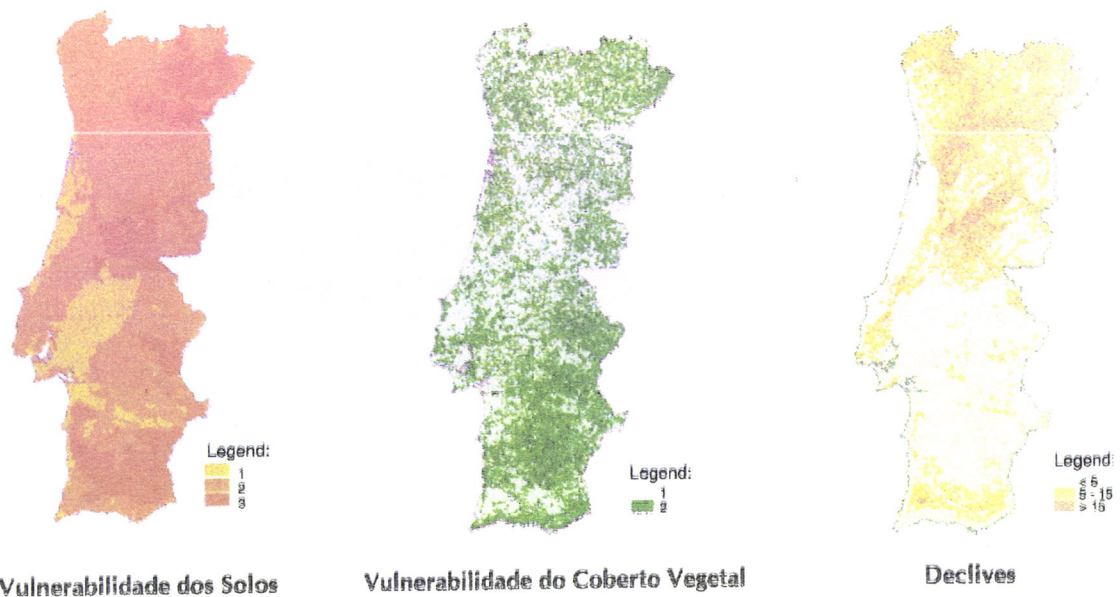 Legend:
1
2
3
Vulnerabilidade dos Solos
Legend:
1
2
Vulnerabilidade do Coberto Vegetal
Legend:
< 5
5 - 15
> 15
Declives